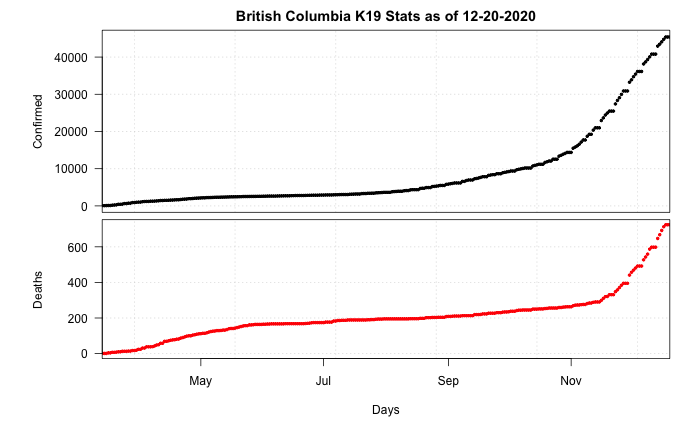 British Columbia K19 Stats as of 12-20-2020
Confirmed
40000
30000
20000
10000
0
Deaths
600
400
200
0
May Jul Sep Nov
Days